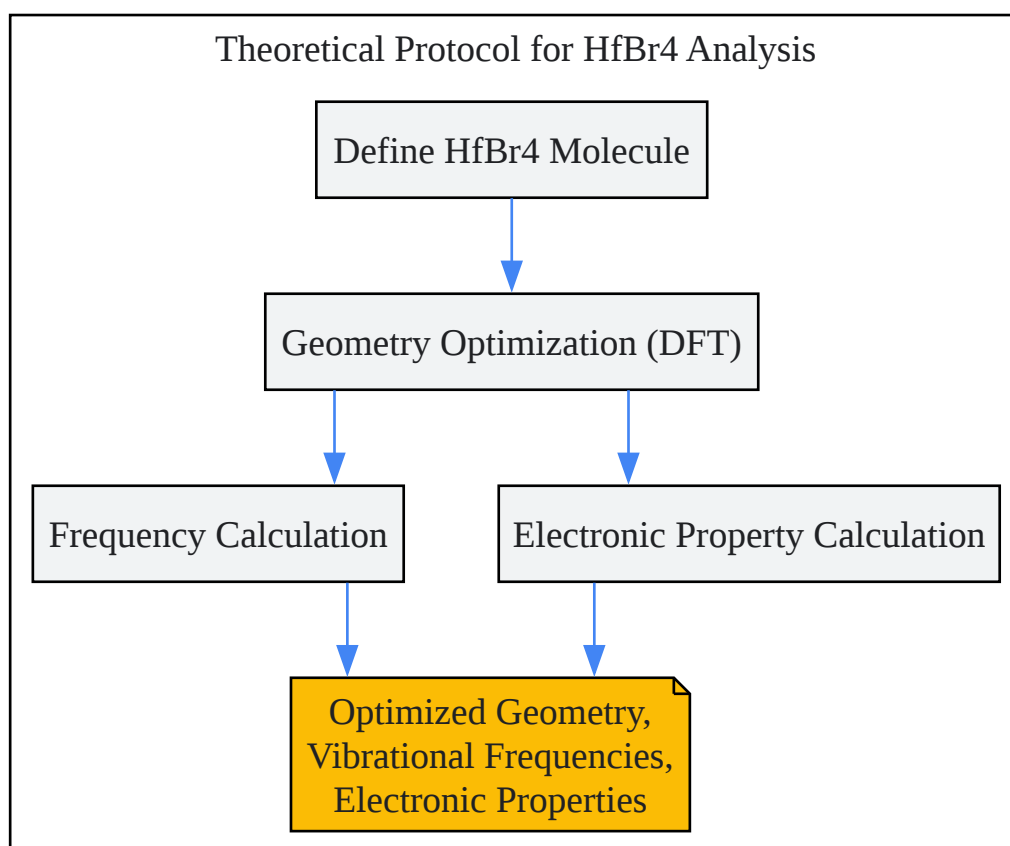 Theoretical Protocol for HfBr4 Analysis
Define HfBr4 Molecule
Geometry Optimization (DFT)
Frequency Calculation
Electronic Property Calculation
Optimized Geometry,
Vibrational Frequencies,
Electronic Properties